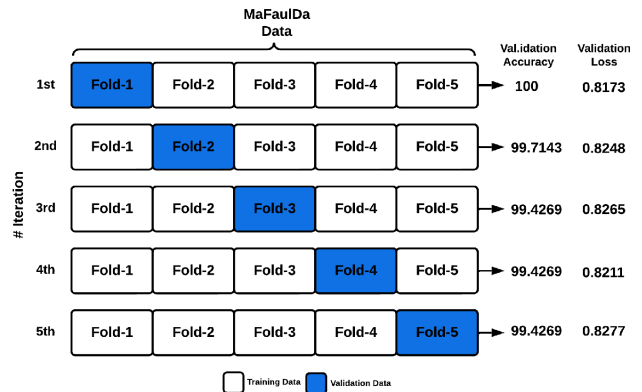 MaFaulDa
Data
Val.idation
Accuracy
Validation
Loss
# Iteration
1st Fold-1 Fold-2 Fold-3 Fold-4 Fold-5 100 0.8173
2nd Fold-1 Fold-2 Fold-3 Fold-4 Fold-5 99.7143 0.8248
3rd Fold-1 Fold-2 Fold-3 Fold-4 Fold-5 99.4269 0.8265
4th Fold-1 Fold-2 Fold-3 Fold-4 Fold-5 99.4269 0.8211
5th Fold-1 Fold-2 Fold-3 Fold-4 Fold-5 99.4269 0.8277
Training Data Validation Data